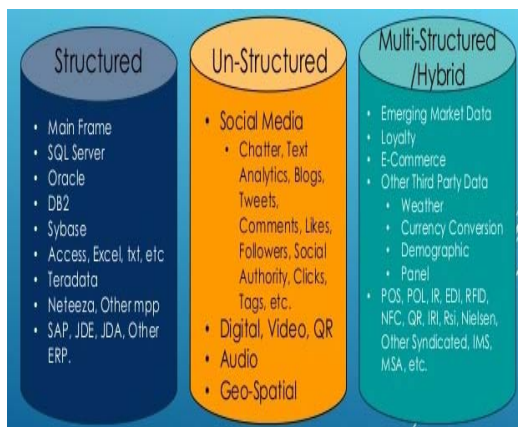 Structured
• Main Frame
• SQL Server
• Oracle
• DB2
• Sybase
• Access, Excel, txt, etc
• Teradata
• Neteeza, Other mpp
• SAP, JDE, JDA, Other
ERP.
Un-Structured
• Social Media
• Chatter, Text
Analytics, Blogs,
Tweets,
Comments, Likes,
Followers, Social
Authority, Clicks,
Tags, etc.
• Digital, Video, QR
• Audio
• Geo-Spatial
Multi-Structured
/Hybrid
• Emerging Market Data
• Loyalty
• E-Commerce
• Other Third Party Data
• Weather
• Currency Conversion
• Demographic
• Panel
• POS, POL, IR, EDI, RFID,
NFC, QR, IRI, Rsi, Nielsen,
Other Syndicated, IMS,
MSA, etc.